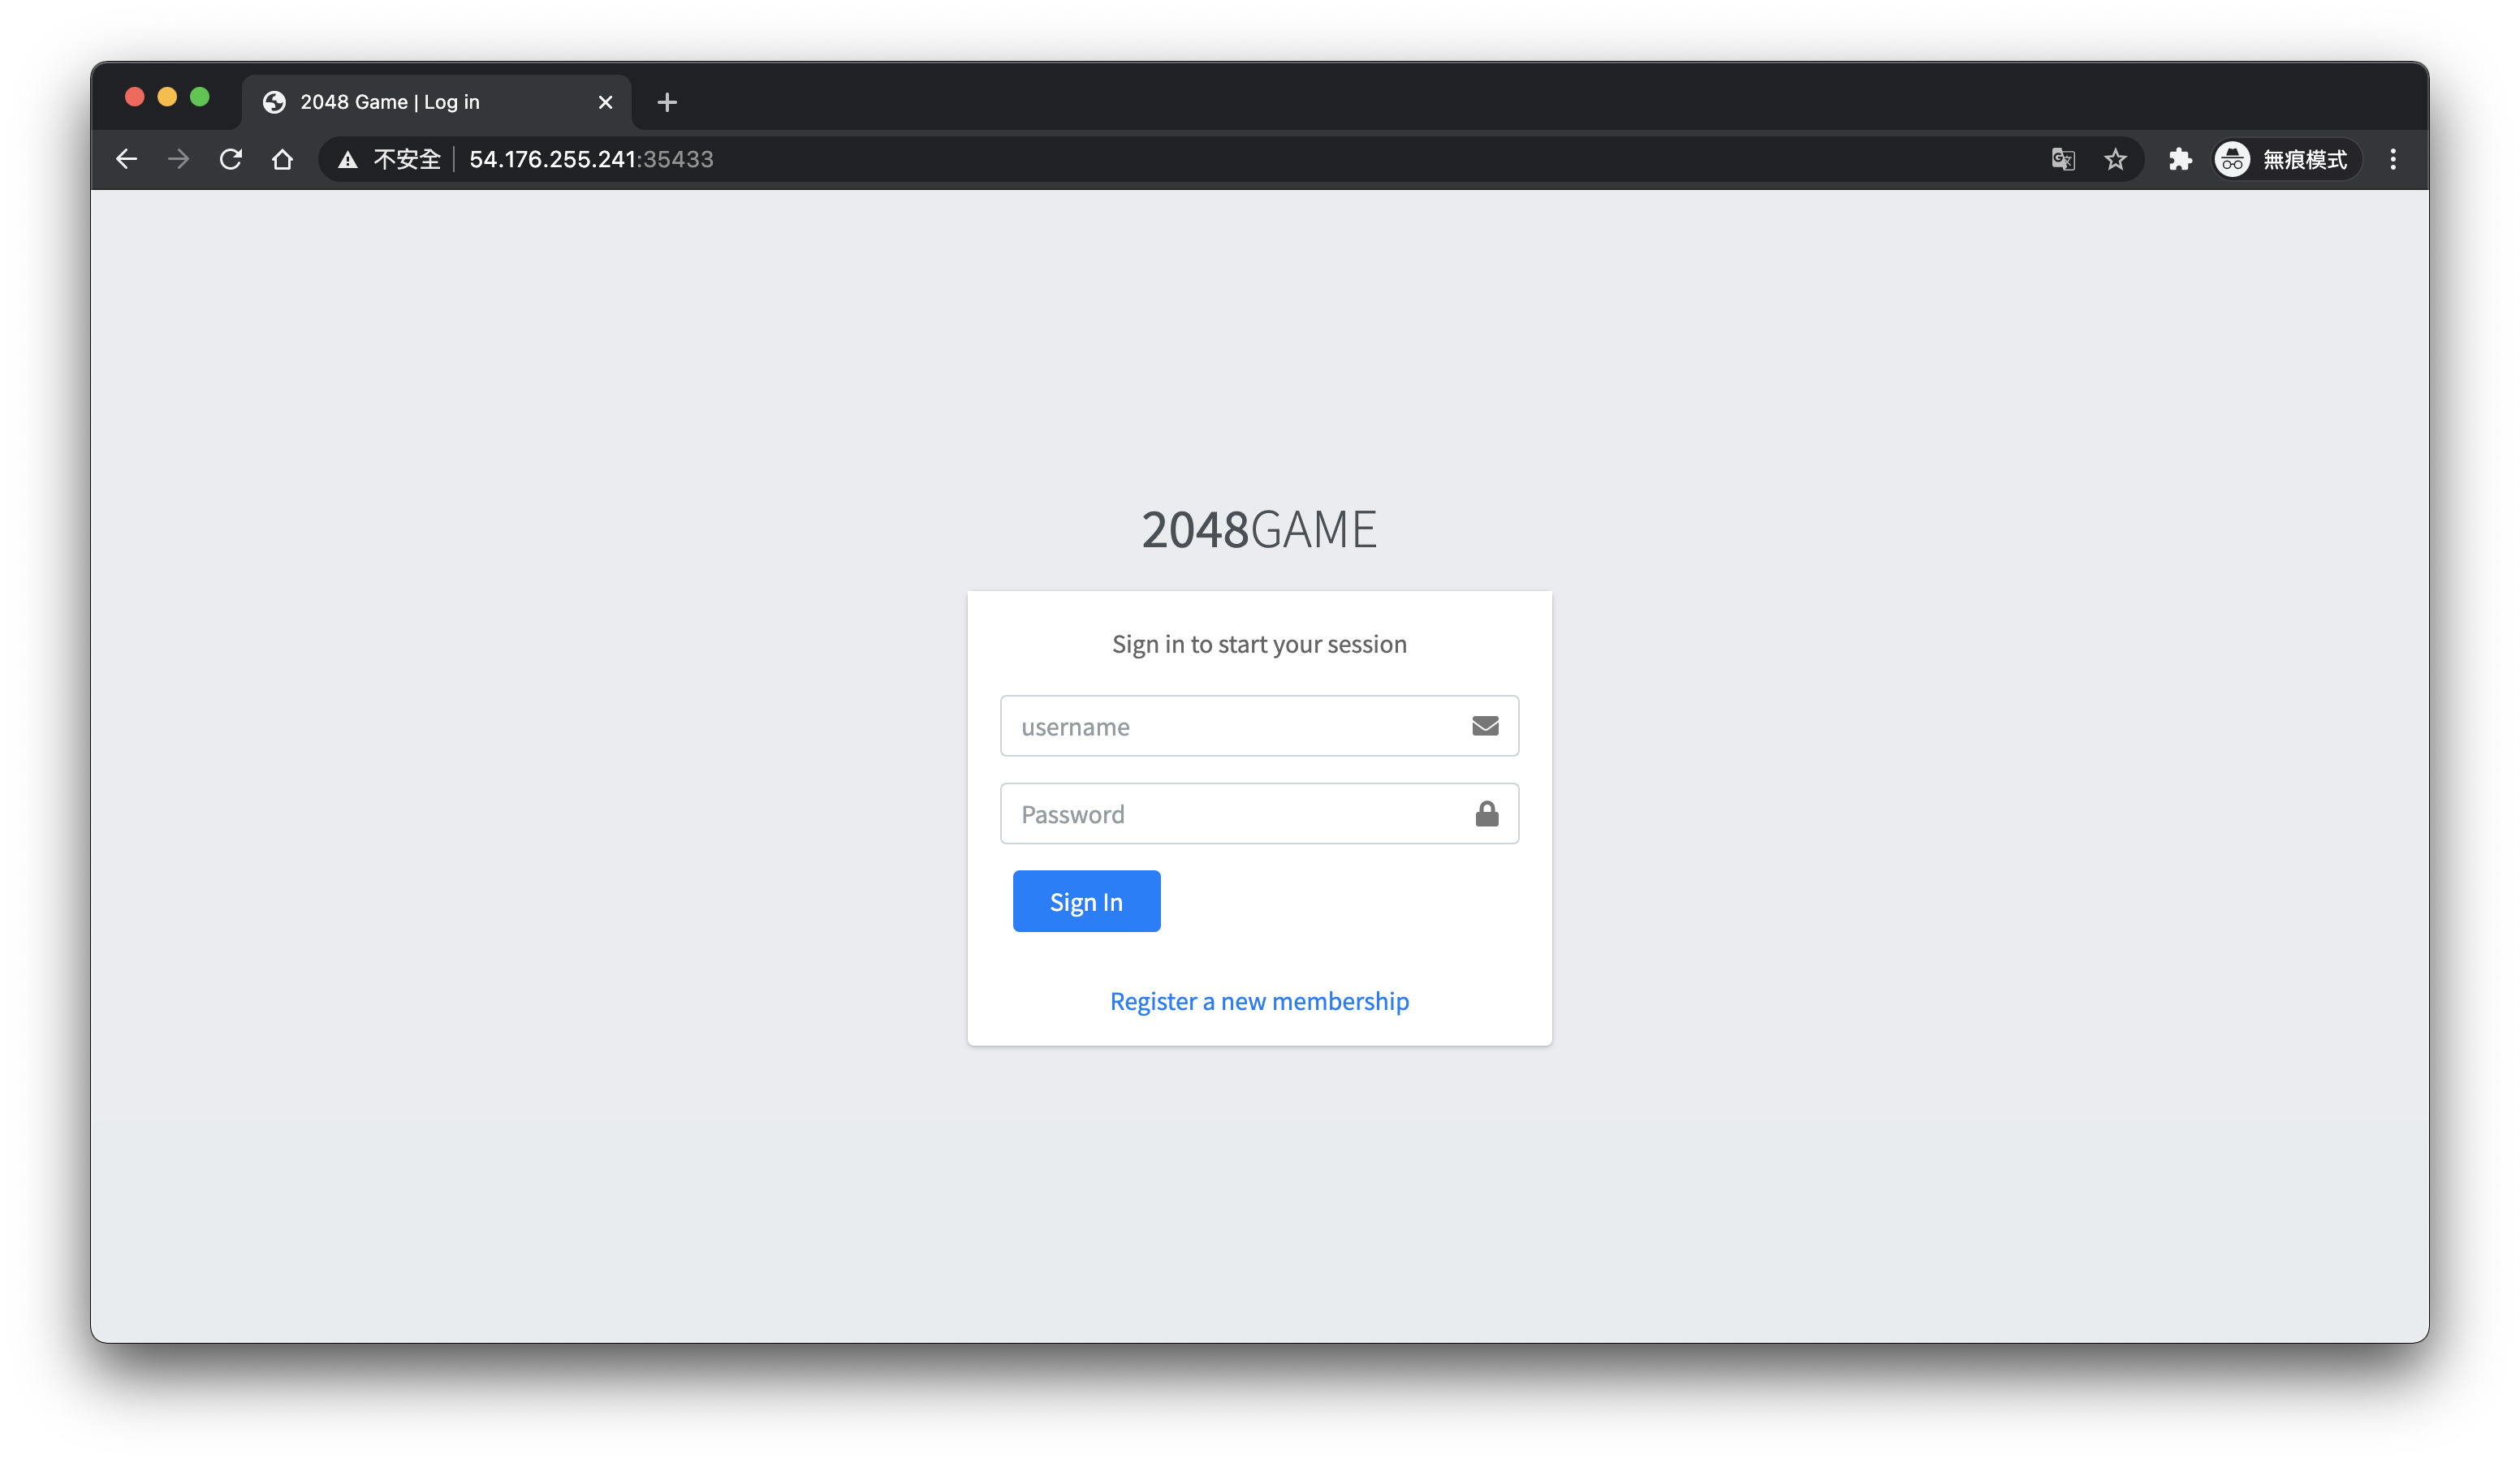 2048 Game | Log in
不安全 54.176.255.241:35433
無痕模式
2048GAME
Sign in to start your session
username
Password
Sign In
Register a new membership